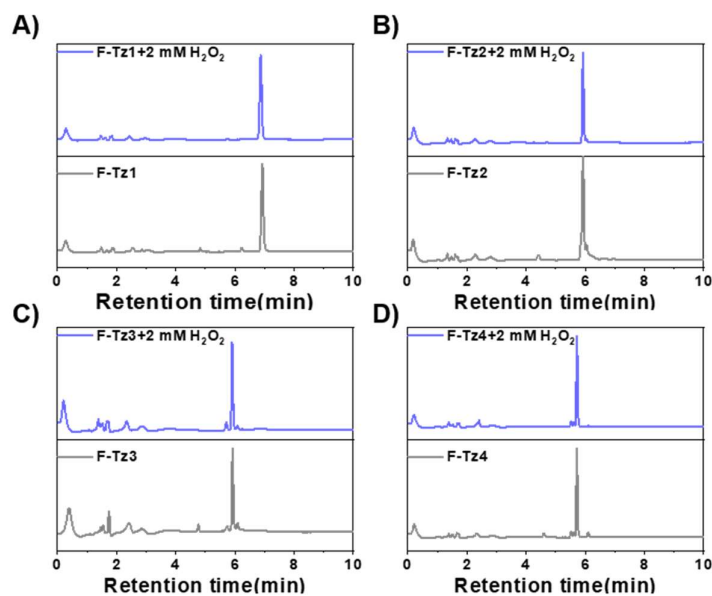 A)
F-Tz1+2 mM H₂O₂
F-Tz1
0 2 4 6 8 10
Retention time(min)
B)
F-Tz2+2 mM H₂O₂
F-Tz2
0 2 4 6 8 10
Retention time(min)
C)
F-Tz3+2 mM H₂O₂
F-Tz3
0 2 4 6 8 10
Retention time(min)
D)
F-Tz4+2 mM H₂O₂
F-Tz4
0 2 4 6 8 10
Retention time(min)